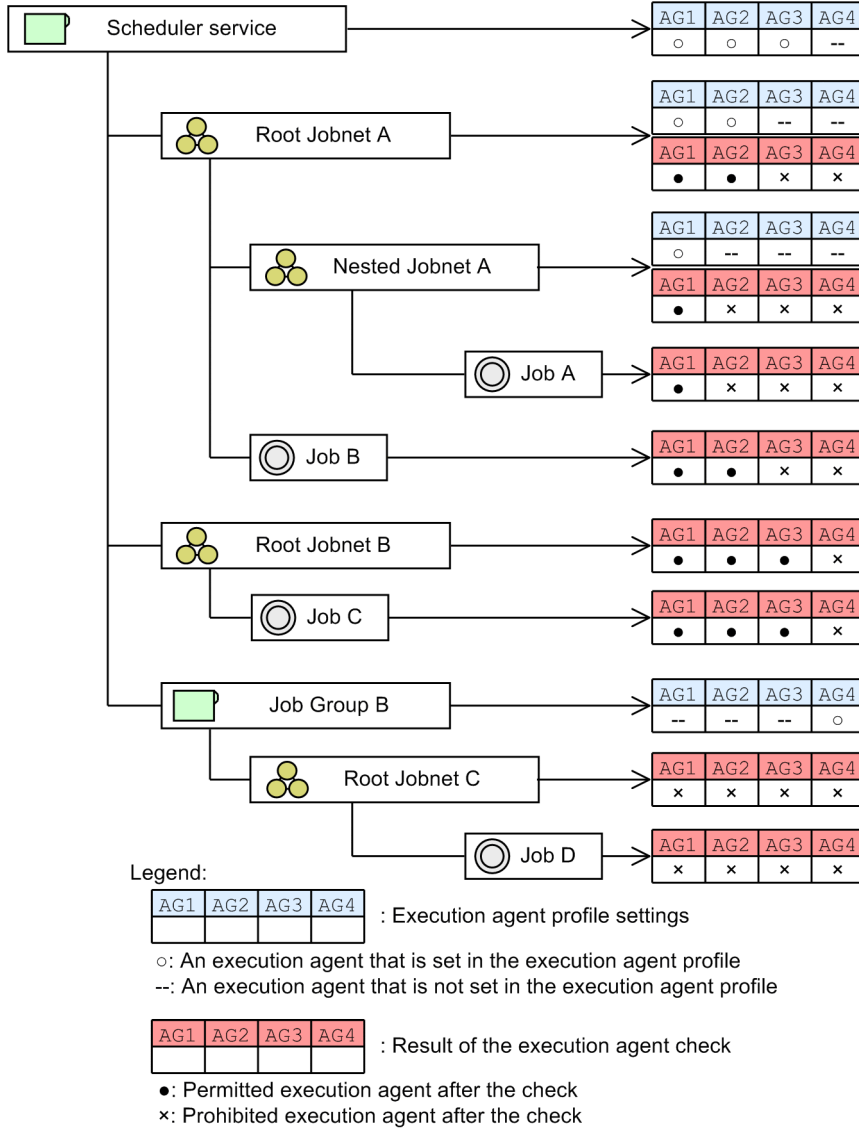 Scheduler service
AG1 AG2 AG3 AG4
○ ○ ○ --
Root Jobnet A
AG1 AG2 AG3 AG4
○ ○ -- --
AG1 AG2 AG3 AG4
● ● × ×
Nested Jobnet A
AG1 AG2 AG3 AG4
○ -- -- --
AG1 AG2 AG3 AG4
● × × ×
Job A
AG1 AG2 AG3 AG4
● × × ×
Job B
AG1 AG2 AG3 AG4
● ● × ×
Root Jobnet B
AG1 AG2 AG3 AG4
● ● ● ×
Job C
AG1 AG2 AG3 AG4
● ● ● ×
Job Group B
AG1 AG2 AG3 AG4
-- -- -- ○
Root Jobnet C
AG1 AG2 AG3 AG4
× × × ×
Job D
AG1 AG2 AG3 AG4
× × × ×
Legend:
AG1 AG2 AG3 AG4
: Execution agent profile settings
○: An execution agent that is set in the execution agent profile
--: An execution agent that is not set in the execution agent profile
AG1 AG2 AG3 AG4
: Result of the execution agent check
●: Permitted execution agent after the check
×: Prohibited execution agent after the check